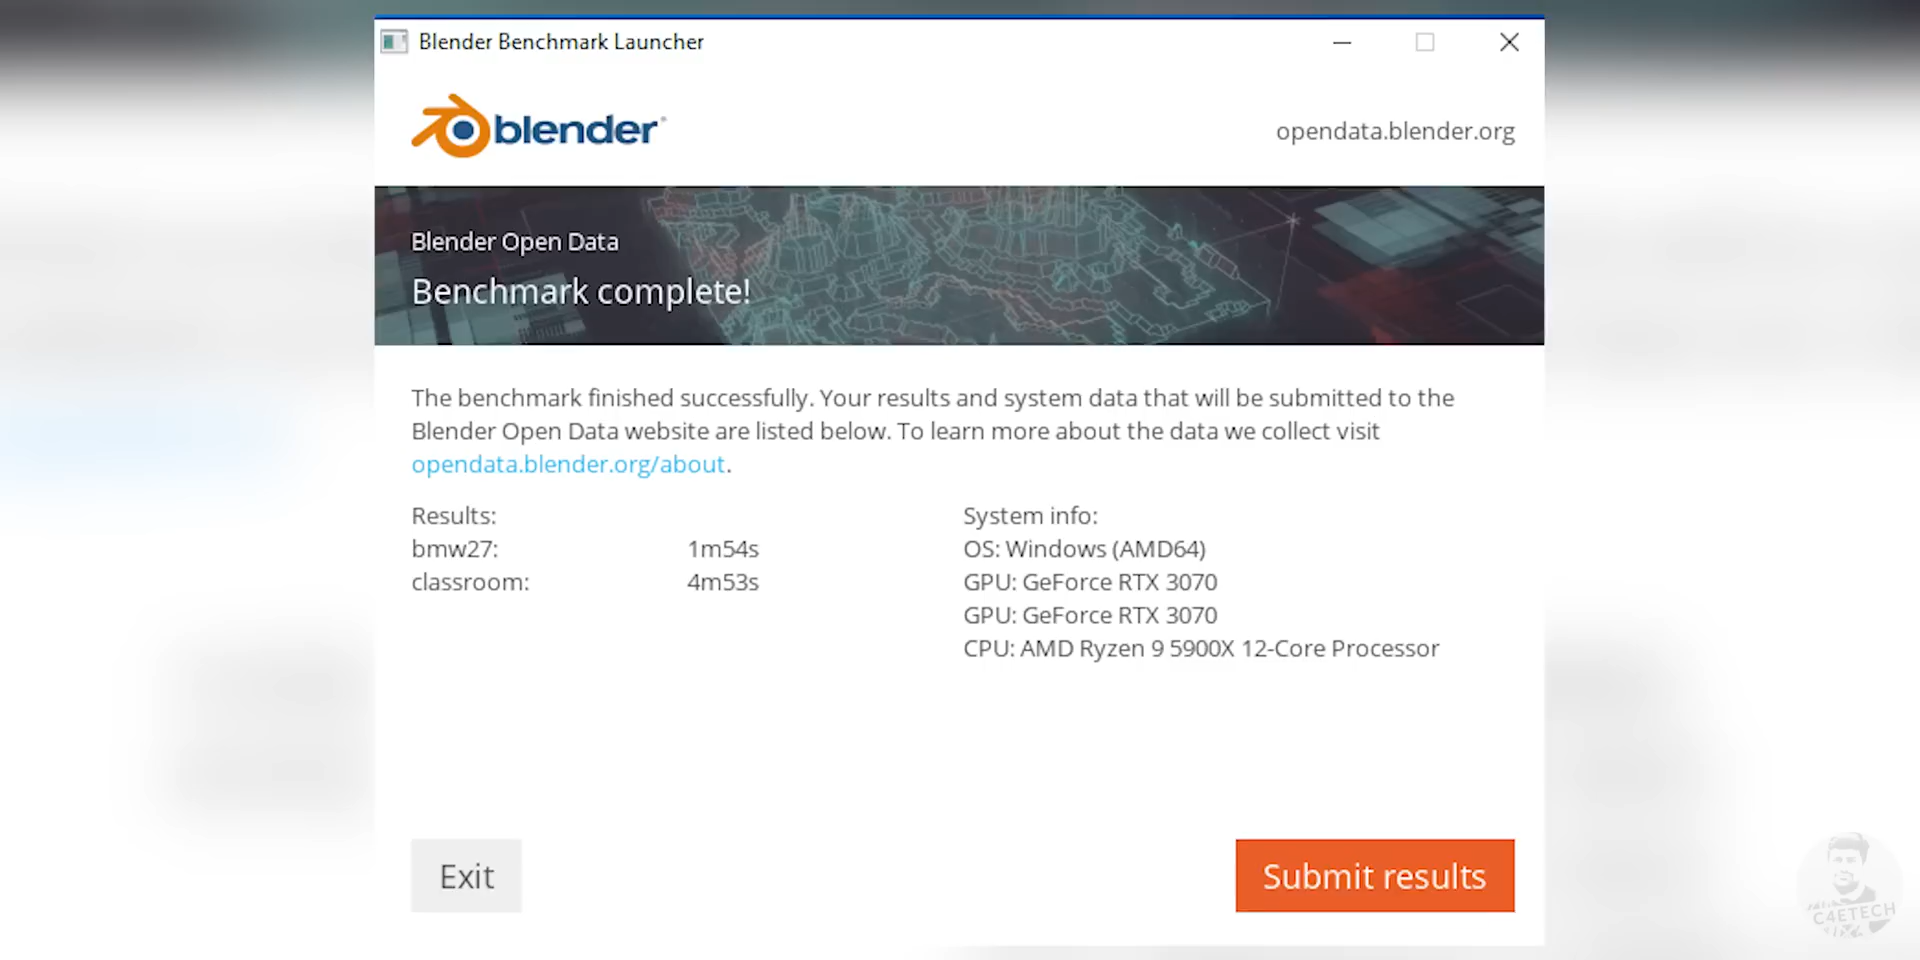 Blender Benchmark Launcher
blender
opendata.blender.org
Blender Open Data
Benchmark complete!
The benchmark finished successfully. Your results and system data that will be submitted to the
Blender Open Data website are listed below. To learn more about the data we collect visit
opendata.blender.org/about.
Results:
bmw27: 1m54s
classroom: 4m53s
System info:
OS: Windows (AMD64)
GPU: GeForce RTX 3070
GPU: GeForce RTX 3070
CPU: AMD Ryzen 9 5900X 12-Core Processor
Exit
Submit results
C4ETECH